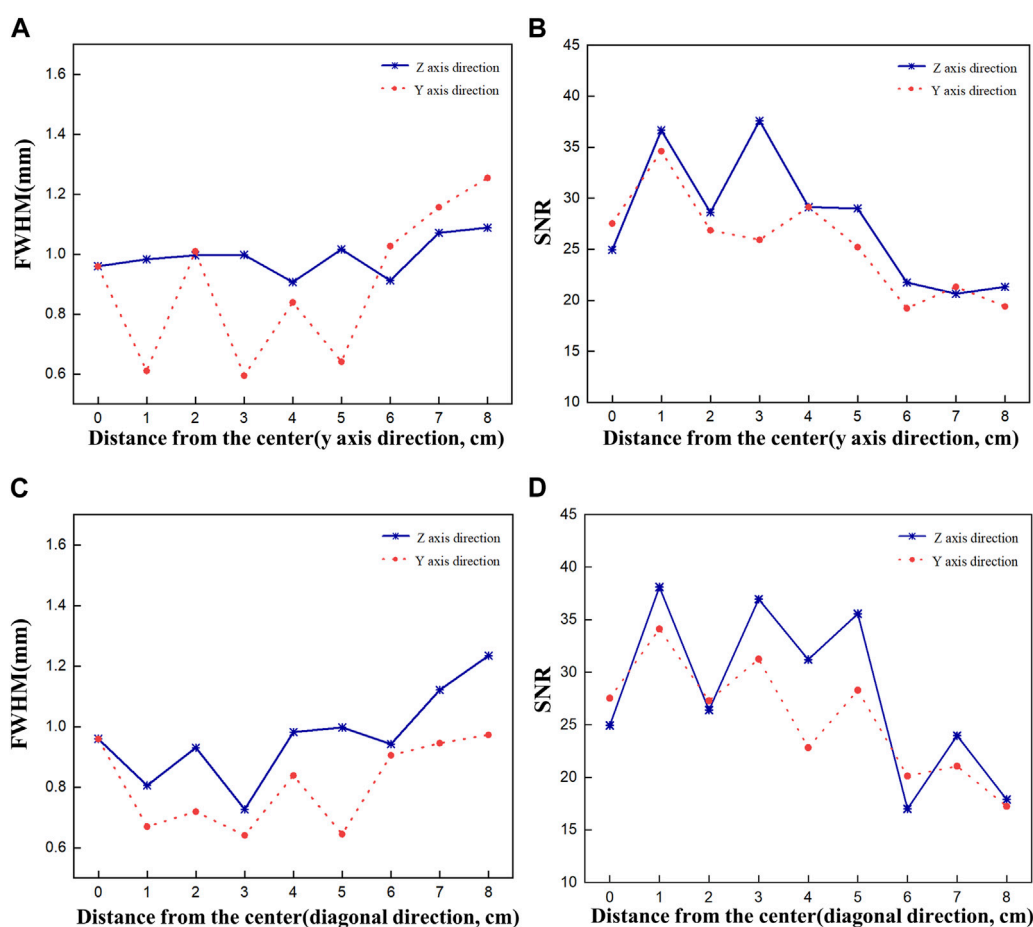 A
FWHM(mm)
1.6
1.4
1.2
1.0
0.8
0.6
Z axis direction
Y axis direction
0 1 2 3 4 5 6 7 8
Distance from the center(y axis direction, cm)
B
SNR
45
40
35
30
25
20
15
10
Z axis direction
Y axis direction
0 1 2 3 4 5 6 7 8
Distance from the center(y axis direction, cm)
C
FWHM(mm)
1.6
1.4
1.2
1.0
0.8
0.6
Z axis direction
Y axis direction
0 1 2 3 4 5 6 7 8
Distance from the center(diagonal direction, cm)
D
SNR
45
40
35
30
25
20
15
10
Z axis direction
Y axis direction
0 1 2 3 4 5 6 7 8
Distance from the center(diagonal direction, cm)